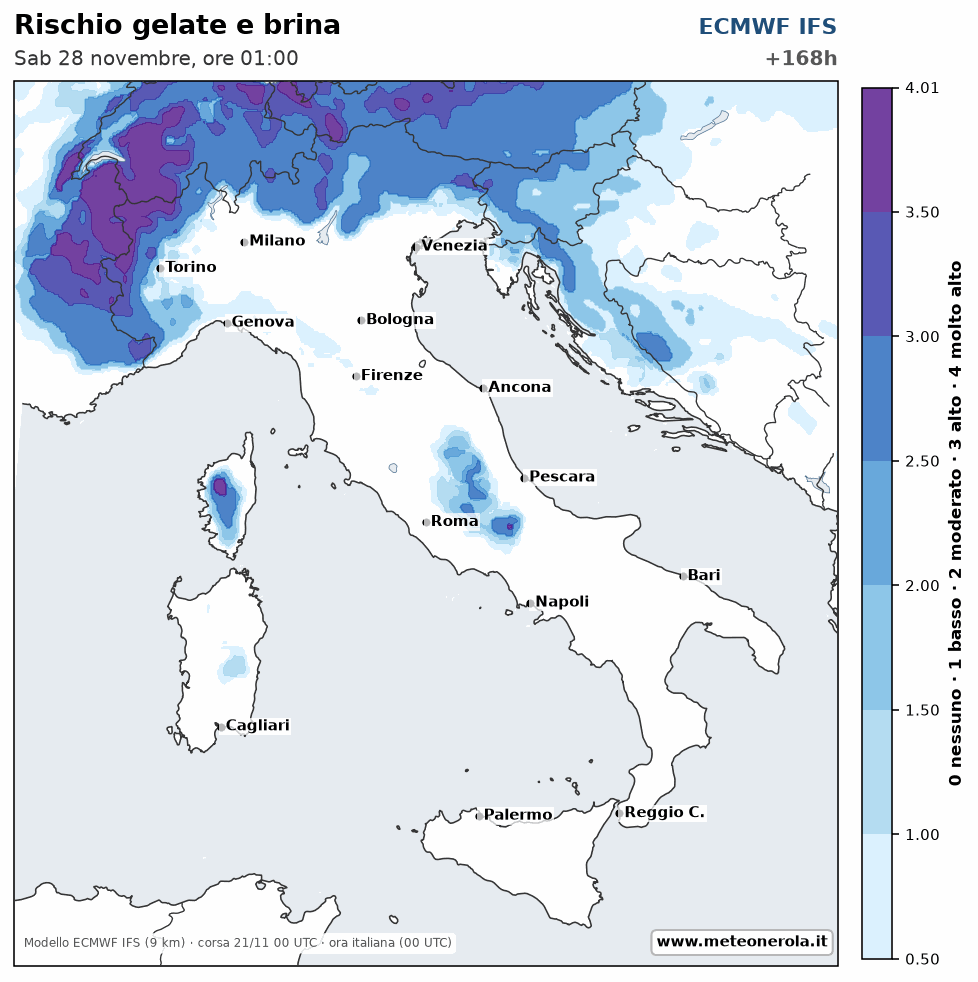 Rischio gelate e brina
ECMWF IFS
Sab 28 novembre, ore 01:00
+168h
Milano
Venezia
Torino
Genova
Bologna
Firenze
Ancona
Pescara
Roma
Bari
Napoli
Cagliari
Palermo
Reggio C.
Modello ECMWF IFS (9 km) · corsa 21/11 00 UTC · ora italiana (00 UTC)
www.meteonerola.it
4.01
3.50
3.00
2.50
2.00
1.50
1.00
0.50
0 nessuno · 1 basso · 2 moderato · 3 alto · 4 molto alto